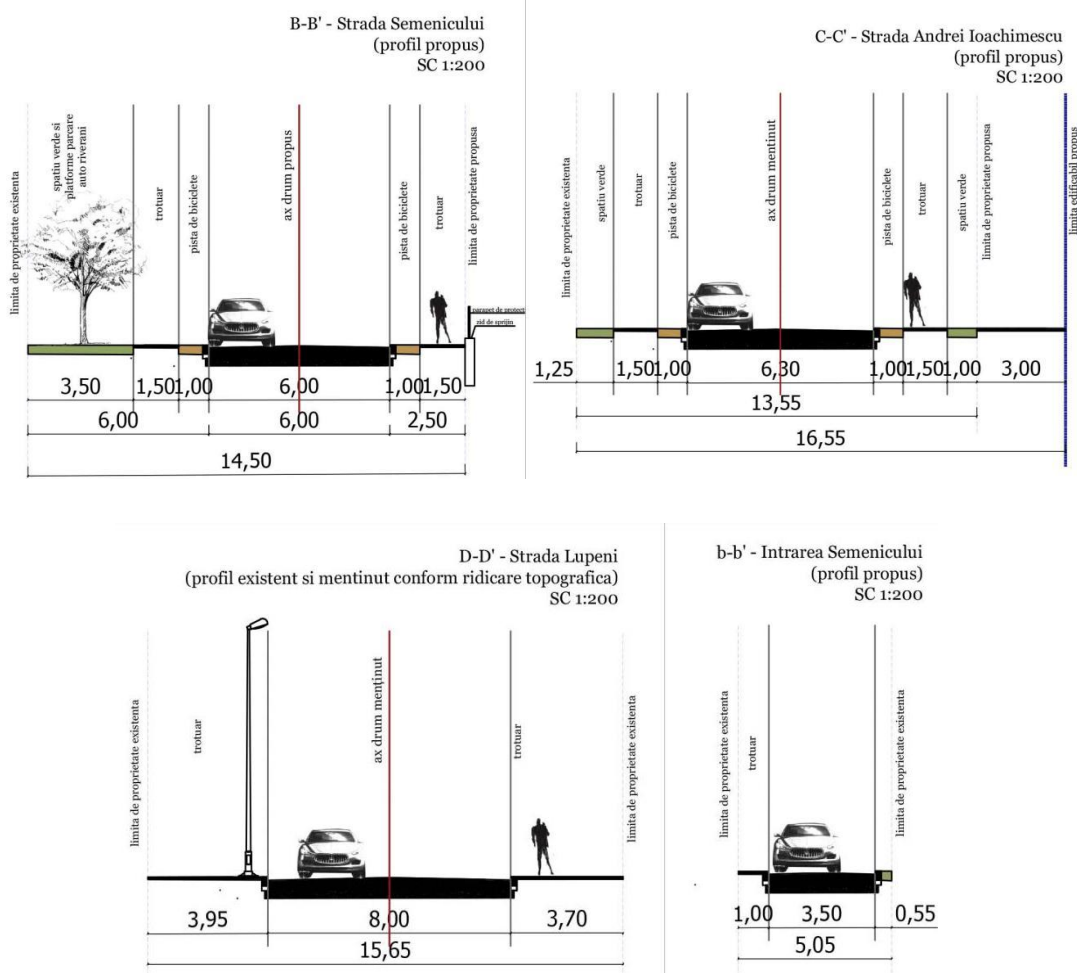 B-B' - Strada Semenicului
(profil propus)
SC 1:200
limita de proprietate existenta
spatiu verde si
platforme parcare
auto riverani
trotuar
pista de biciclete
ax drum propus
pista de biciclete
trotuar
limita de proprietate propusa
parapet de protect
zid de sprijin
3,50
1,50
1,00
6,00
1,00
1,50
6,00
6,00
2,50
14,50
C-C' - Strada Andrei Ioachimescu
(profil propus)
SC 1:200
limita de proprietate existenta
spatiu verde
trotuar
pista de biciclete
ax drum mentinut
pista de biciclete
trotuar
spatiu verde
limita de proprietate propusa
limita edificabil propus
1,25
1,50
1,00
6,30
1,00
1,50
1,00
3,00
13,55
16,55
D-D' - Strada Lupeni
(profil existent si mentinut conform ridicare topografica)
SC 1:200
limita de proprietate existenta
trotuar
ax drum menținut
trotuar
limita de proprietate existenta
3,95
8,00
3,70
15,65
b-b' - Intrarea Semenicului
(profil propus)
SC 1:200
limita de proprietate existenta
trotuar
limita de proprietate existenta
1,00
3,50
0,55
5,05